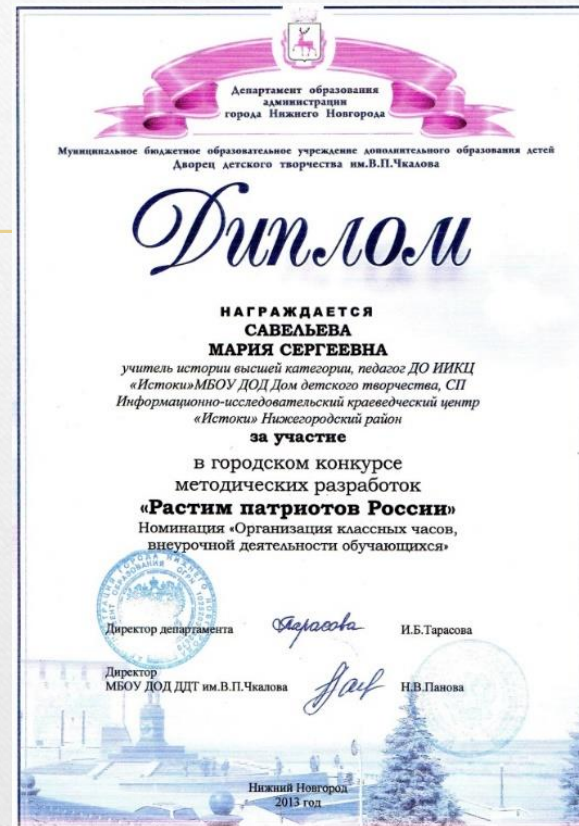 Департамент образования
администрации
города Нижнего Новгорода
Муниципальное бюджетное образовательное учреждение дополнительного образования детей
Дворец детского творчества им.В.П.Чкалова
Диплом
НАГРАЖДАЕТСЯ
САВЕЛЬЕВА
МАРИЯ СЕРГЕЕВНА
учитель истории высшей категории, педагог ДО ИИКЦ
«Истоки»МБОУ ДОД Дом детского творчества, СП
Информационно-исследовательский краеведческий центр
«Истоки» Нижегородский район
за участие
в городском конкурсе
методических разработок
«Растим патриотов России»
Номинация «Организация классных часов,
внеурочной деятельности обучающихся»
Директор департамента И.Б.Тарасова
Директор
МБОУ ДОД ДДТ им.В.П.Чкалова Н.В.Панова
Нижний Новгород
2013 год